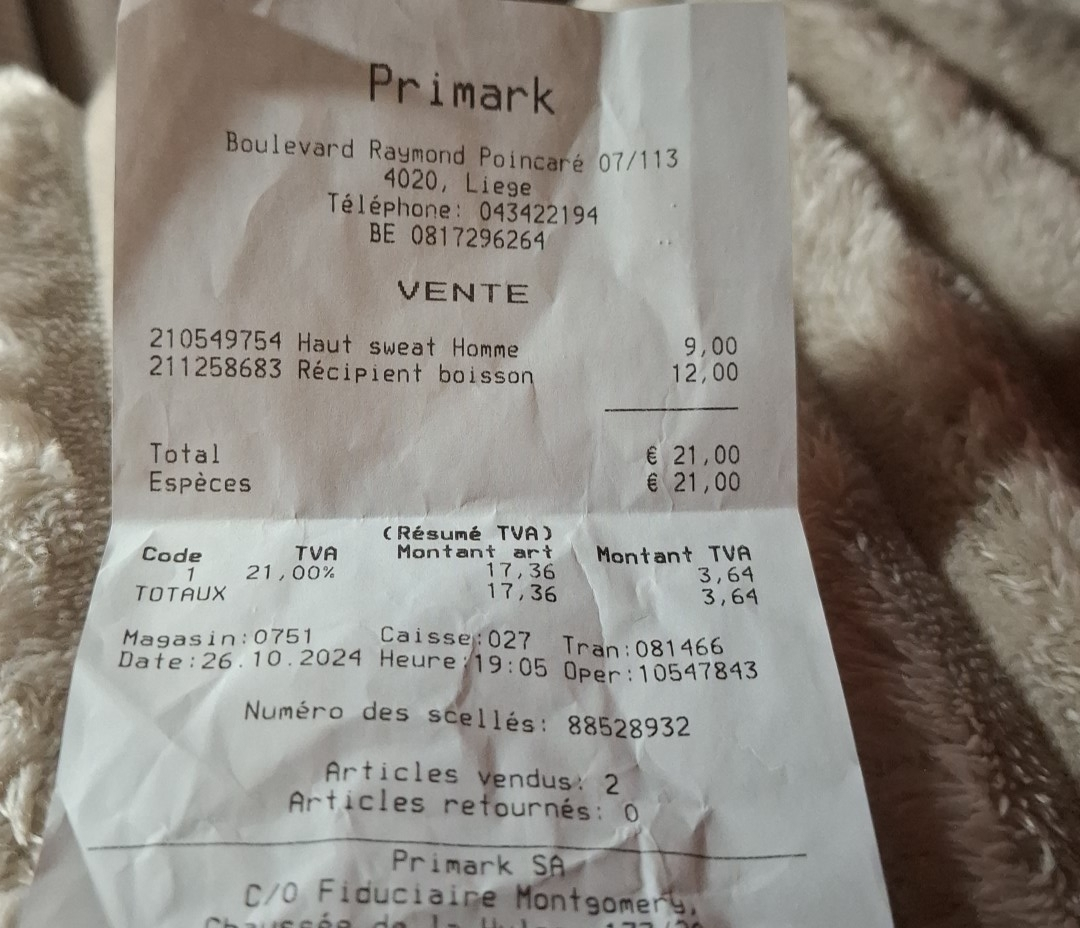 Primark
Boulevard Raymond Poincaré 07/113
4020, Liege
Téléphone: 043422194
BE 0817296264
VENTE
210549754 Haut sweat Homme 9,00
211258683 Récipient boisson 12,00
Total € 21,00
Espèces € 21,00
(Résumé TVA)
Code TVA Montant art Montant TVA
1 21,00% 17,36 3,64
TOTAUX 17,36 3,64
Magasin:0751 Caisse:027 Tran:081466
Date:26.10.2024 Heure:19:05 Oper:10547843
Numéro des scellés: 88528932
Articles vendus: 2
Articles retournés: 0
Primark SA
C/O Fiduciaire Montgomery,
Chaussée de la